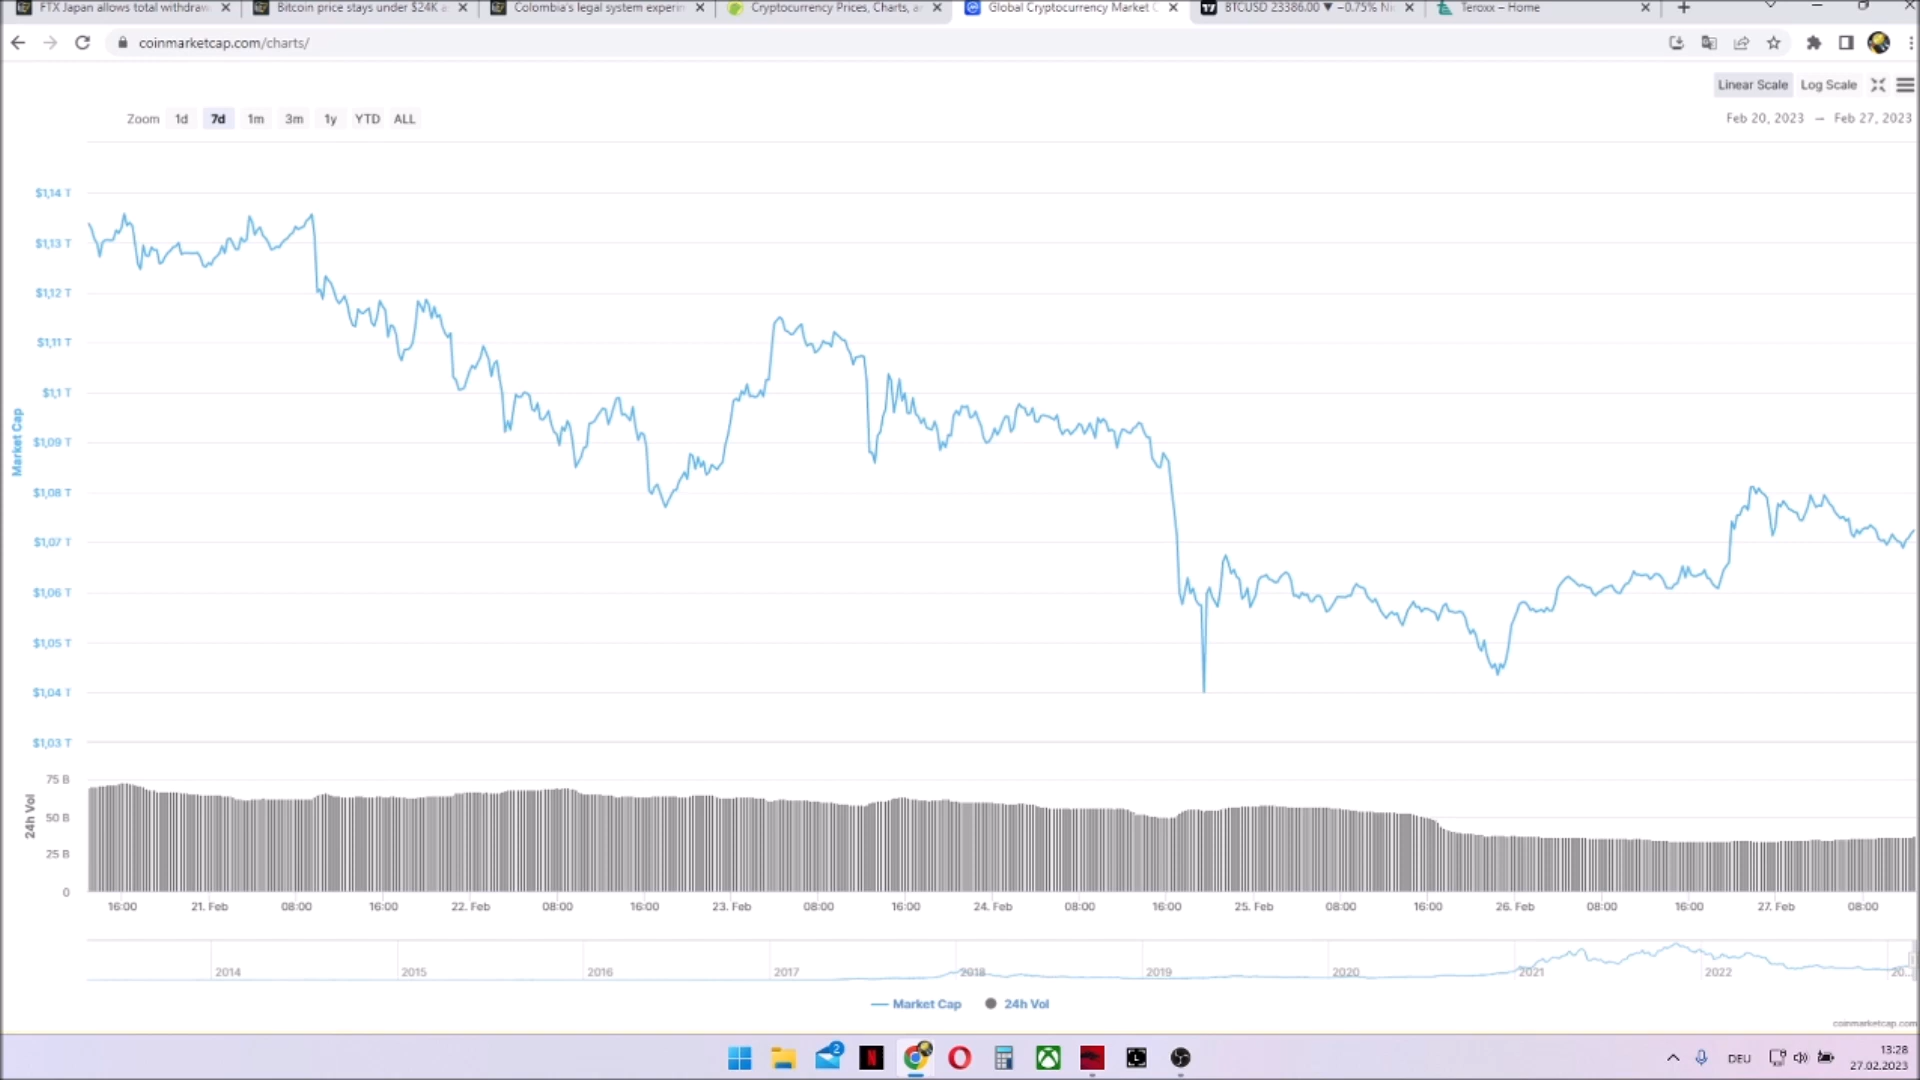 FTX Japan allows total withdraw
Bitcoin price stays under $24K
Colombia's legal system experin
Cryptocurrency Prices, Charts, a
Global Cryptocurrency Market C
BTCUSD 23386.00 ▼ −0.75% Ni
Teroxx – Home
coinmarketcap.com/charts/
Linear Scale Log Scale
Zoom 1d 7d 1m 3m 1y YTD ALL
Feb 20, 2023 – Feb 27, 2023
$1,14 T
$1,13 T
$1,12 T
$1,11 T
$1,1 T
$1,09 T
$1,08 T
$1,07 T
$1,06 T
$1,05 T
$1,04 T
$1,03 T
Market Cap
75 B
50 B
25 B
0
24h Vol
16:00 21. Feb 08:00 16:00 22. Feb 08:00 16:00 23. Feb 08:00 16:00 24. Feb 08:00 16:00 25. Feb 08:00 16:00 26. Feb 08:00 16:00 27. Feb 08:00
2014 2015 2016 2017 2018 2019 2020 2021 2022 20...
Market Cap 24h Vol
coinmarketcap.com
2
DEU
13:28
27.02.2023